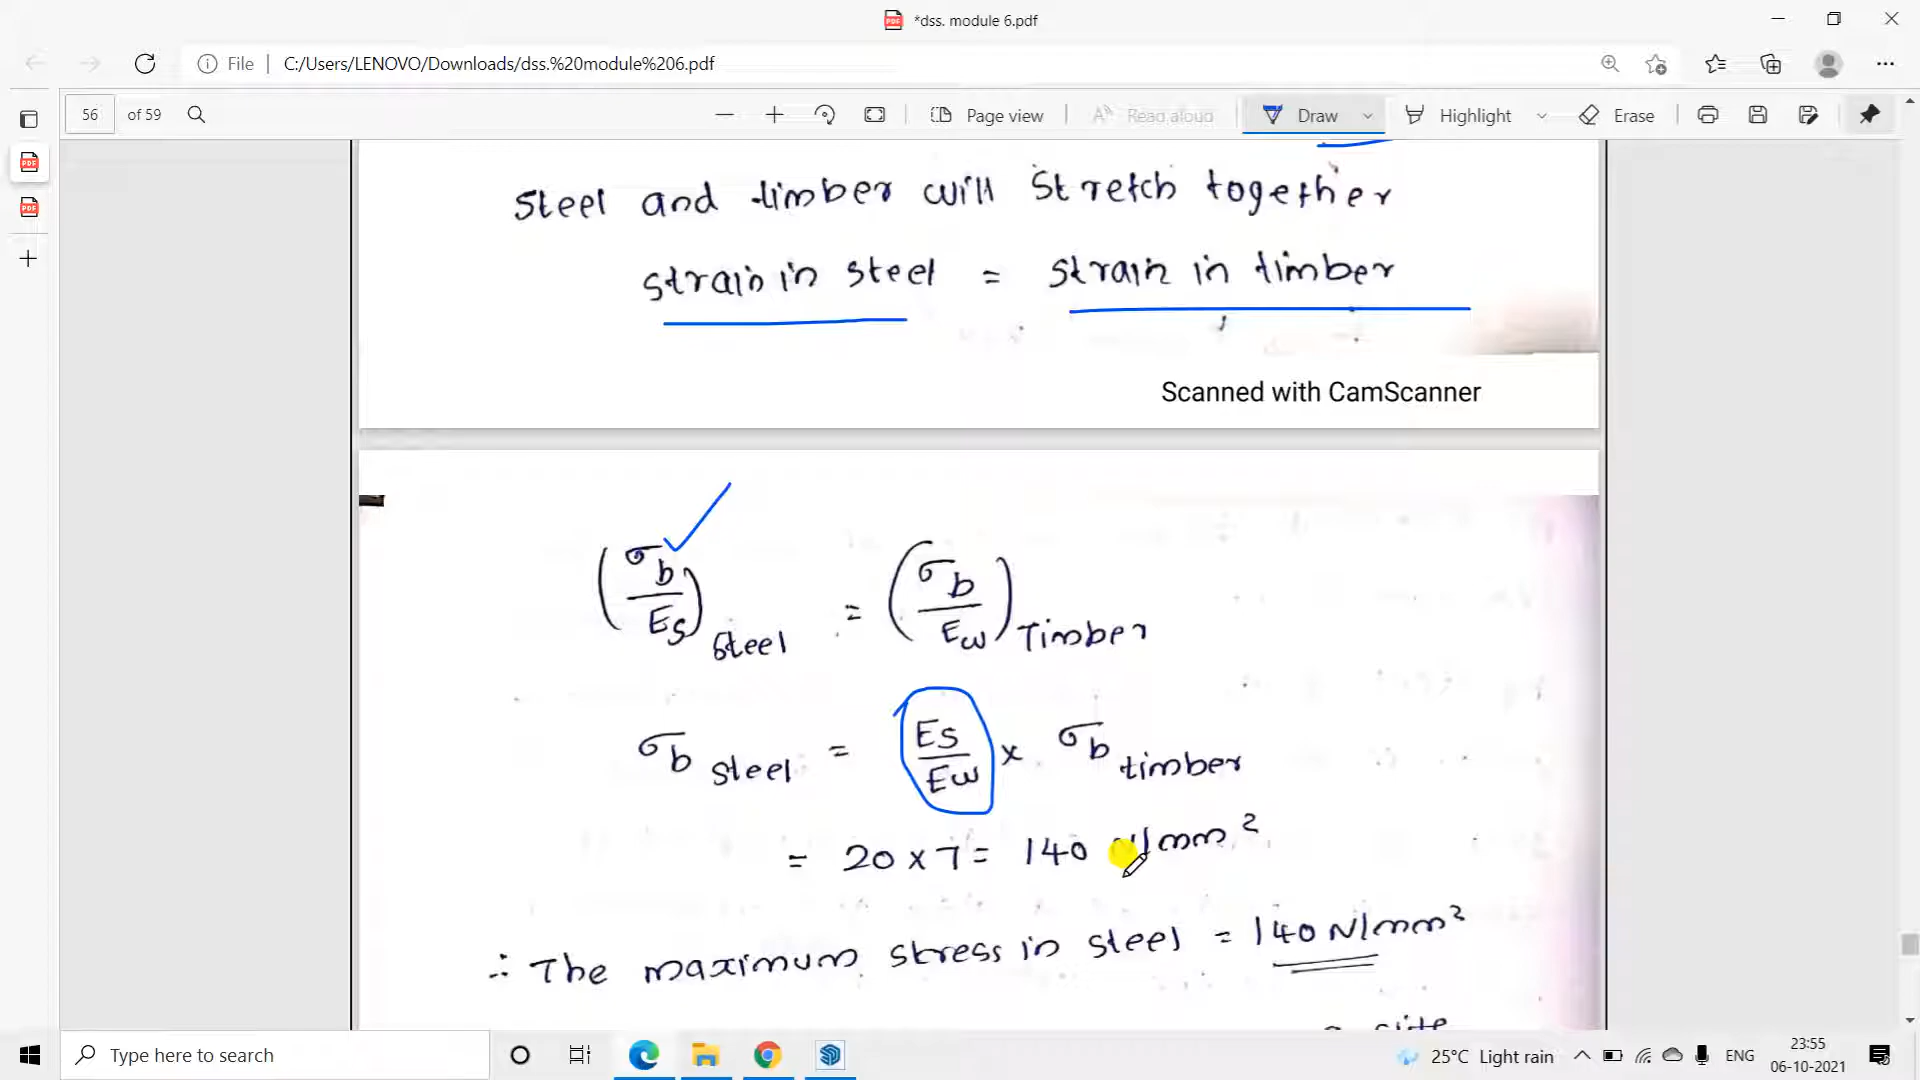 *dss. module 6.pdf
File C:/Users/LENOVO/Downloads/dss.%20module%206.pdf
56 of 59 Page view Read aloud Draw Highlight Erase
Steel and timber will stretch together
strain in steel = strain in timber
Scanned with CamScanner
(σb/Es) Steel = (σb/Ew) Timber
σb Steel = Es/Ew × σb timber
= 20 × 7 = 140 N/mm²
∴ The maximum stress in steel = 140 N/mm²
Type here to search
25°C Light rain ENG 23:55
06-10-2021